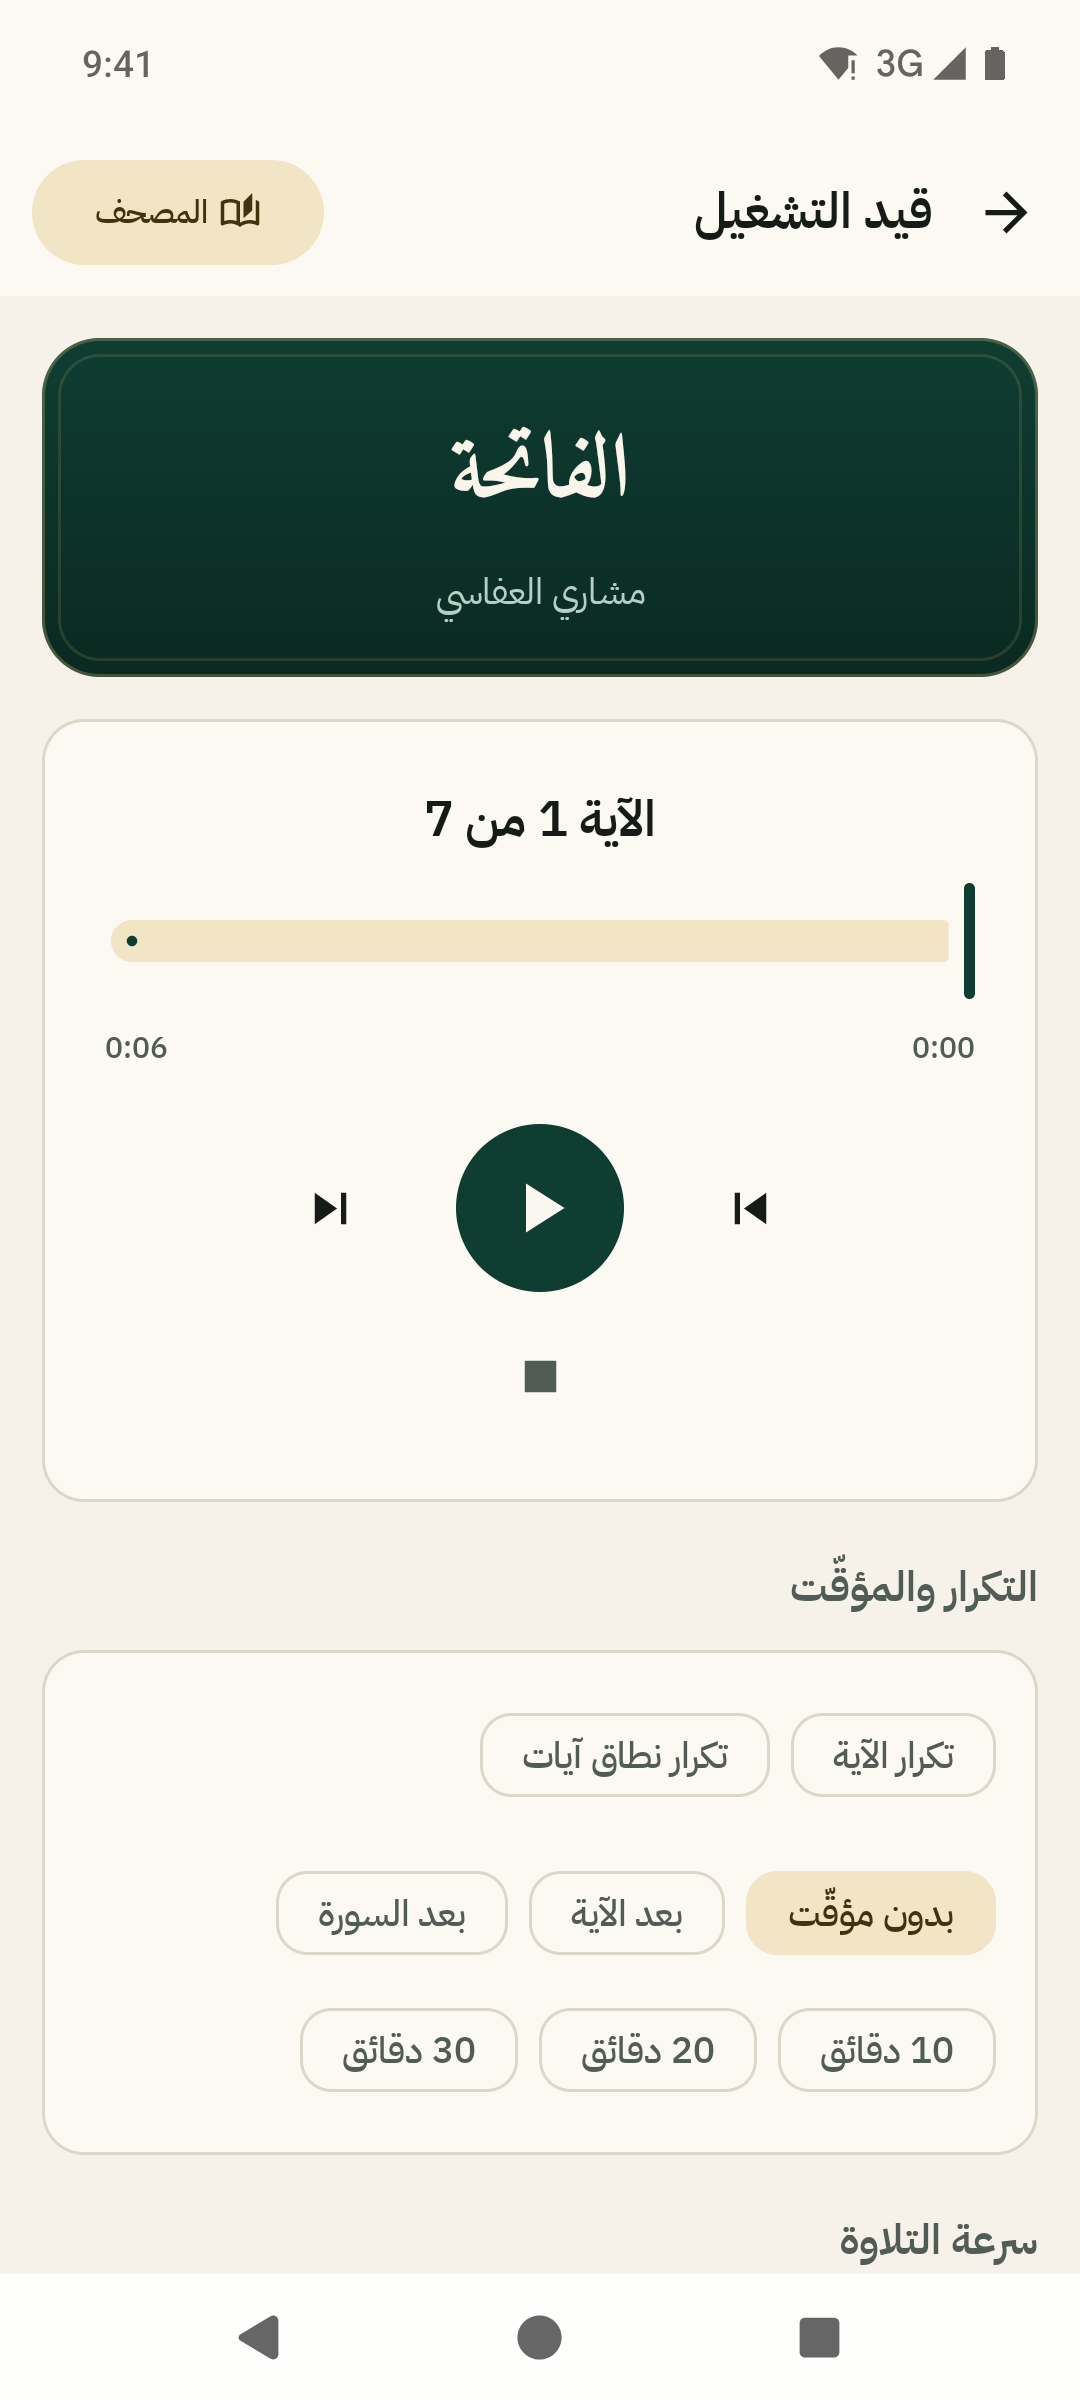 9:41
3G
قيد التشغيل
المصحف
الفاتحة
مشاري العفاسي
الآية 1 من 7
0:00
0:06
التكرار والمؤقّت
تكرار الآية
تكرار نطاق آيات
بدون مؤقّت
بعد الآية
بعد السورة
10 دقائق
20 دقائق
30 دقائق
سرعة التلاوة